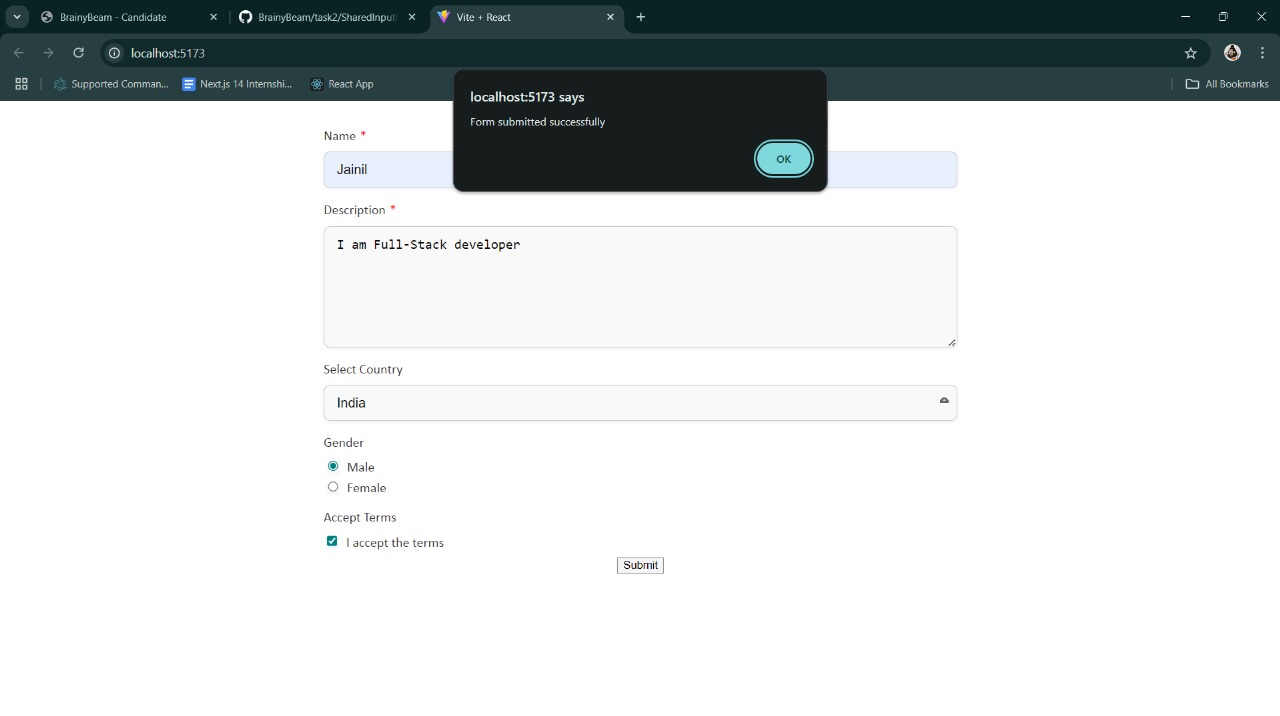 BrainyBeam - Candidate
BrainyBeam/task2/SharedInput
Vite + React
localhost:5173
Supported Comman...
Next.js 14 Internshi...
React App
All Bookmarks
localhost:5173 says
Form submitted successfully
OK
Name *
Jainil
Description *
I am Full-Stack developer
Select Country
India
Gender
Male
Female
Accept Terms
I accept the terms
Submit